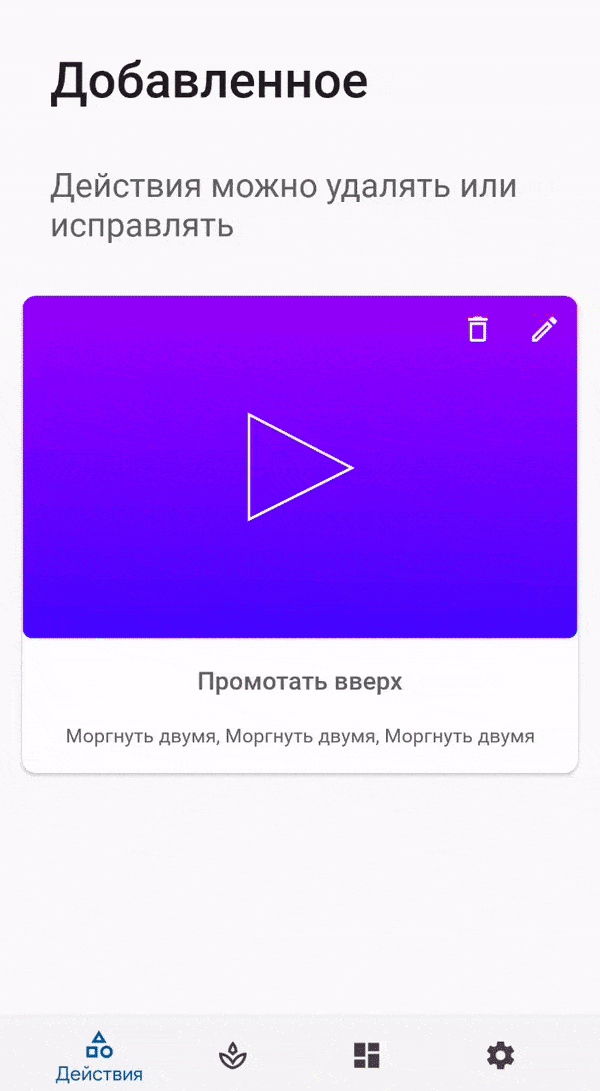 Добавленное
Действия можно удалять или
исправлять
Промотать вверх
Моргнуть двумя, Моргнуть двумя, Моргнуть двумя
Действия